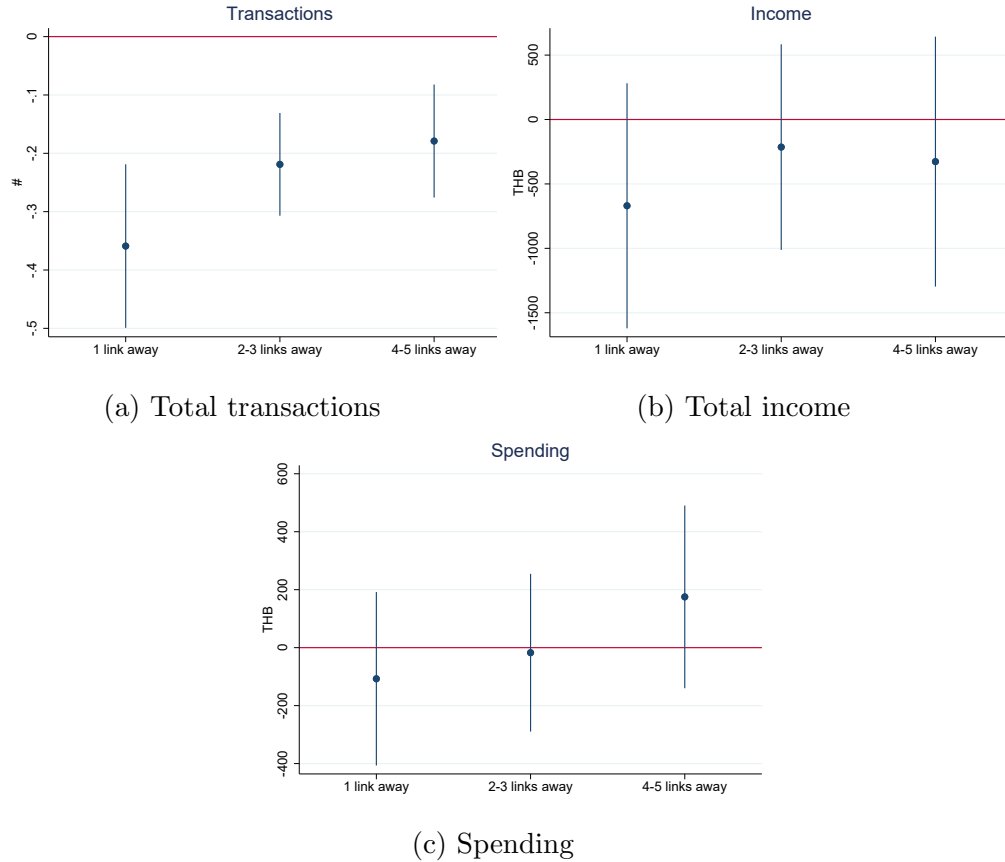 Transactions
0
-.1
-.2
-.3
-.4
-.5
#
1 link away
2-3 links away
4-5 links away
(a) Total transactions
Income
500
0
-500
-1000
-1500
THB
1 link away
2-3 links away
4-5 links away
(b) Total income
Spending
600
400
200
0
-200
-400
THB
1 link away
2-3 links away
4-5 links away
(c) Spending